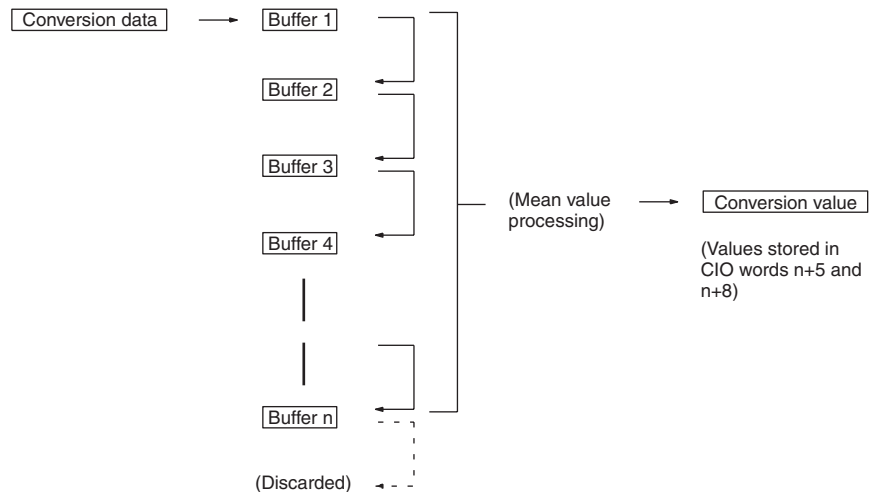 Conversion data
Buffer 1
Buffer 2
Buffer 3
Buffer 4
Buffer n
(Discarded)
(Mean value
processing)
Conversion value
(Values stored in
CIO words n+5 and
n+8)